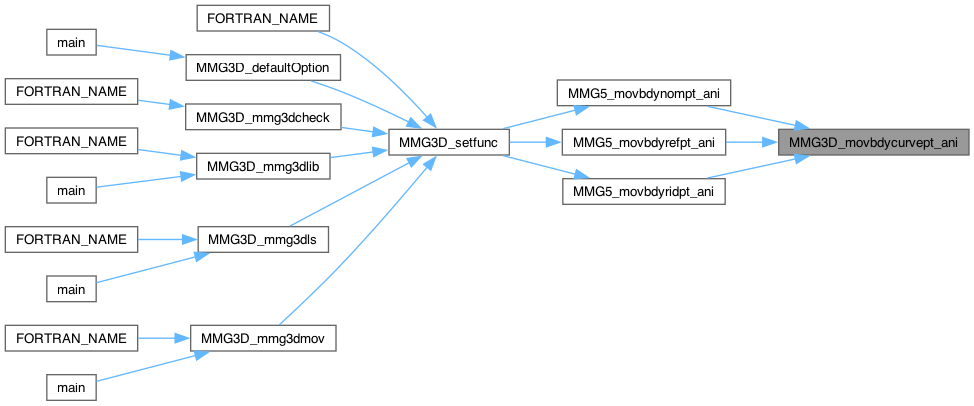 FORTRAN_NAME
main
MMG3D_defaultOption
FORTRAN_NAME
MMG5_movbdynompt_ani
MMG3D_mmg3dcheck
FORTRAN_NAME
MMG3D_setfunc
MMG5_movbdyrefpt_ani
MMG3D_movbdycurvept_ani
MMG3D_mmg3dlib
main
MMG5_movbdyridpt_ani
FORTRAN_NAME
MMG3D_mmg3dls
main
FORTRAN_NAME
MMG3D_mmg3dmov
main